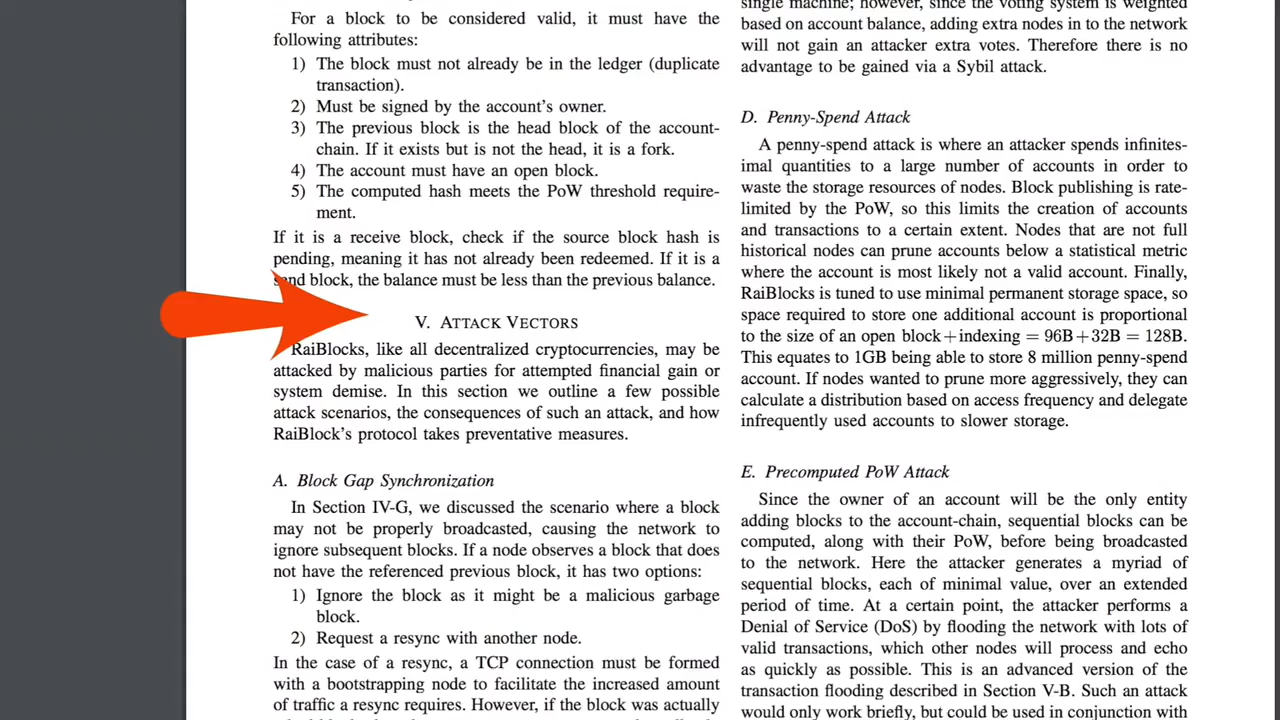 For a block to be considered valid, it must have the
following attributes:
1) The block must not already be in the ledger (duplicate
transaction).
2) Must be signed by the account's owner.
3) The previous block is the head block of the account-
chain. If it exists but is not the head, it is a fork.
4) The account must have an open block.
5) The computed hash meets the PoW threshold require-
ment.
If it is a receive block, check if the source block hash is
pending, meaning it has not already been redeemed. If it is a
send block, the balance must be less than the previous balance.
V. ATTACK VECTORS
RaiBlocks, like all decentralized cryptocurrencies, may be
attacked by malicious parties for attempted financial gain or
system demise. In this section we outline a few possible
attack scenarios, the consequences of such an attack, and how
RaiBlock's protocol takes preventative measures.
A. Block Gap Synchronization
In Section IV-G, we discussed the scenario where a block
may not be properly broadcasted, causing the network to
ignore subsequent blocks. If a node observes a block that does
not have the referenced previous block, it has two options:
1) Ignore the block as it might be a malicious garbage
block.
2) Request a resync with another node.
In the case of a resync, a TCP connection must be formed
with a bootstrapping node to facilitate the increased amount
of traffic a resync requires. However, if the block was actually
single machine; however, since the voting system is weighted
based on account balance, adding extra nodes in to the network
will not gain an attacker extra votes. Therefore there is no
advantage to be gained via a Sybil attack.
D. Penny-Spend Attack
A penny-spend attack is where an attacker spends infinites-
imal quantities to a large number of accounts in order to
waste the storage resources of nodes. Block publishing is rate-
limited by the PoW, so this limits the creation of accounts
and transactions to a certain extent. Nodes that are not full
historical nodes can prune accounts below a statistical metric
where the account is most likely not a valid account. Finally,
RaiBlocks is tuned to use minimal permanent storage space, so
space required to store one additional account is proportional
to the size of an open block+indexing = 96B+32B = 128B.
This equates to 1GB being able to store 8 million penny-spend
account. If nodes wanted to prune more aggressively, they can
calculate a distribution based on access frequency and delegate
infrequently used accounts to slower storage.
E. Precomputed PoW Attack
Since the owner of an account will be the only entity
adding blocks to the account-chain, sequential blocks can be
computed, along with their PoW, before being broadcasted
to the network. Here the attacker generates a myriad of
sequential blocks, each of minimal value, over an extended
period of time. At a certain point, the attacker performs a
Denial of Service (DoS) by flooding the network with lots of
valid transactions, which other nodes will process and echo
as quickly as possible. This is an advanced version of the
transaction flooding described in Section V-B. Such an attack
would only work briefly, but could be used in conjunction with